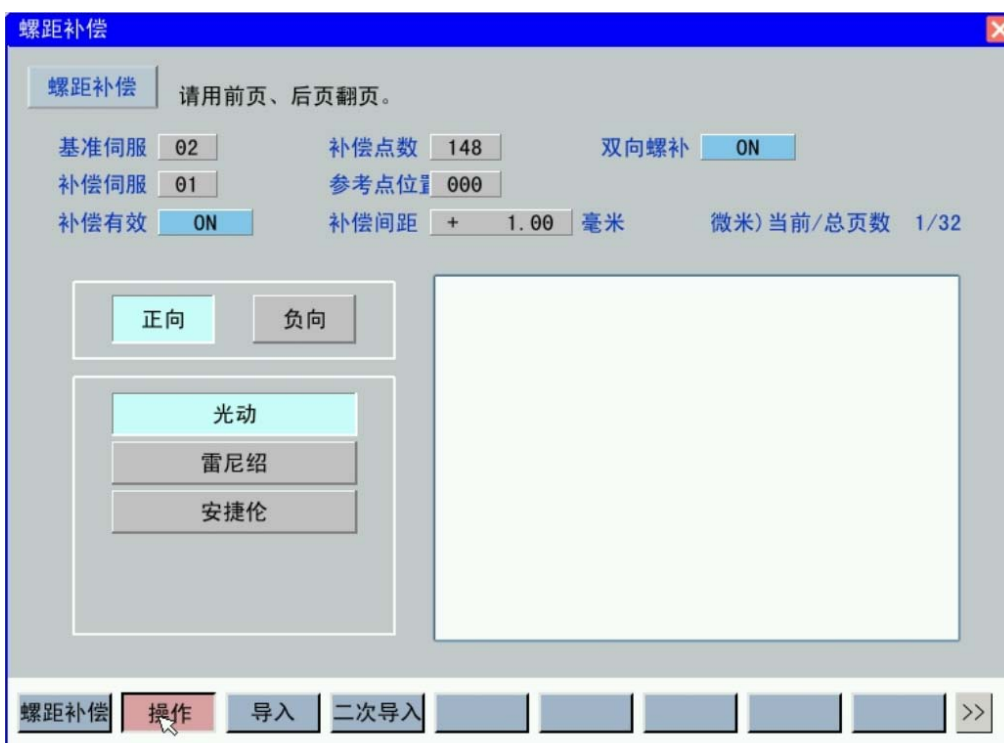 螺距补偿
螺距补偿 请用前页、后页翻页。
基准伺服 02 补偿点数 148 双向螺补 ON
补偿伺服 01 参考点位置 000
补偿有效 ON 补偿间距 + 1.00 毫米 微米)当前/总页数 1/32
正向 负向
光动
雷尼绍
安捷伦
螺距补偿 操作 导入 二次导入 >>